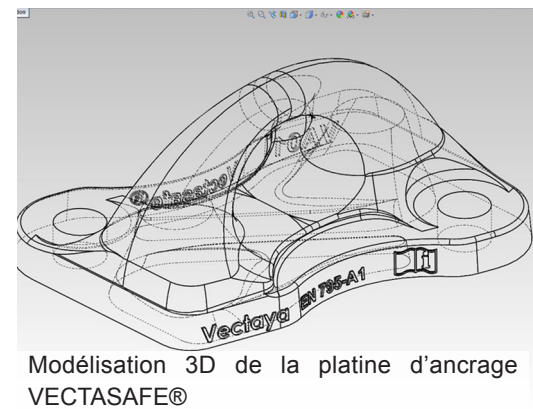 Vectaya EN 795-A1
Modélisation 3D de la platine d'ancrage
VECTASAFE®